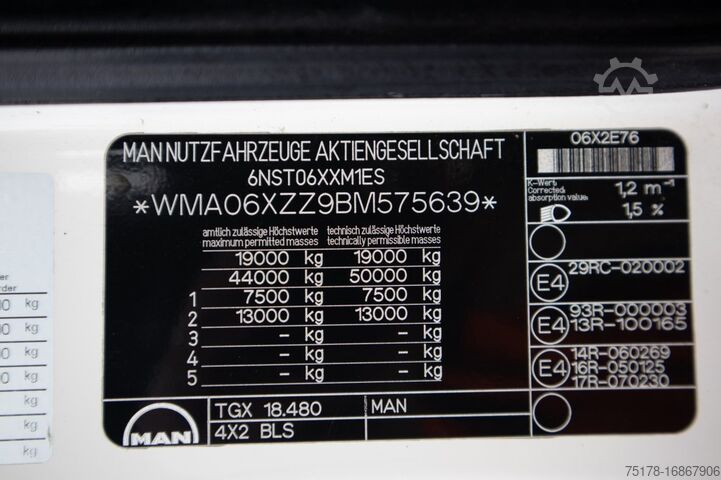 MAN NUTZFAHRZEUGE AKTIENGESELLSCHAFT
6NST06XXM1ES
*WMA06XZZ9BM575639*
amtlich zulässige Höchstwerte technisch zulässige Höchstwerte
maximum permitted masses technically permissible masses
19000 kg 19000 kg
44000 kg 50000 kg
1 7500 kg 7500 kg
2 13000 kg 13000 kg
3 – kg – kg
4 – kg – kg
5 – kg – kg
MAN
TGX 18.480 MAN
4X2 BLS
06X2E76
K-Wert:
Corrected
absorption value:
1,2 m⁻¹
1,5 %
E4 29RC-020002
E4 93R-000003
13R-100165
E4 14R-060269
16R-050125
17R-070230
kg
kg
kg
kg
kg
kg
kg
75178-16867906